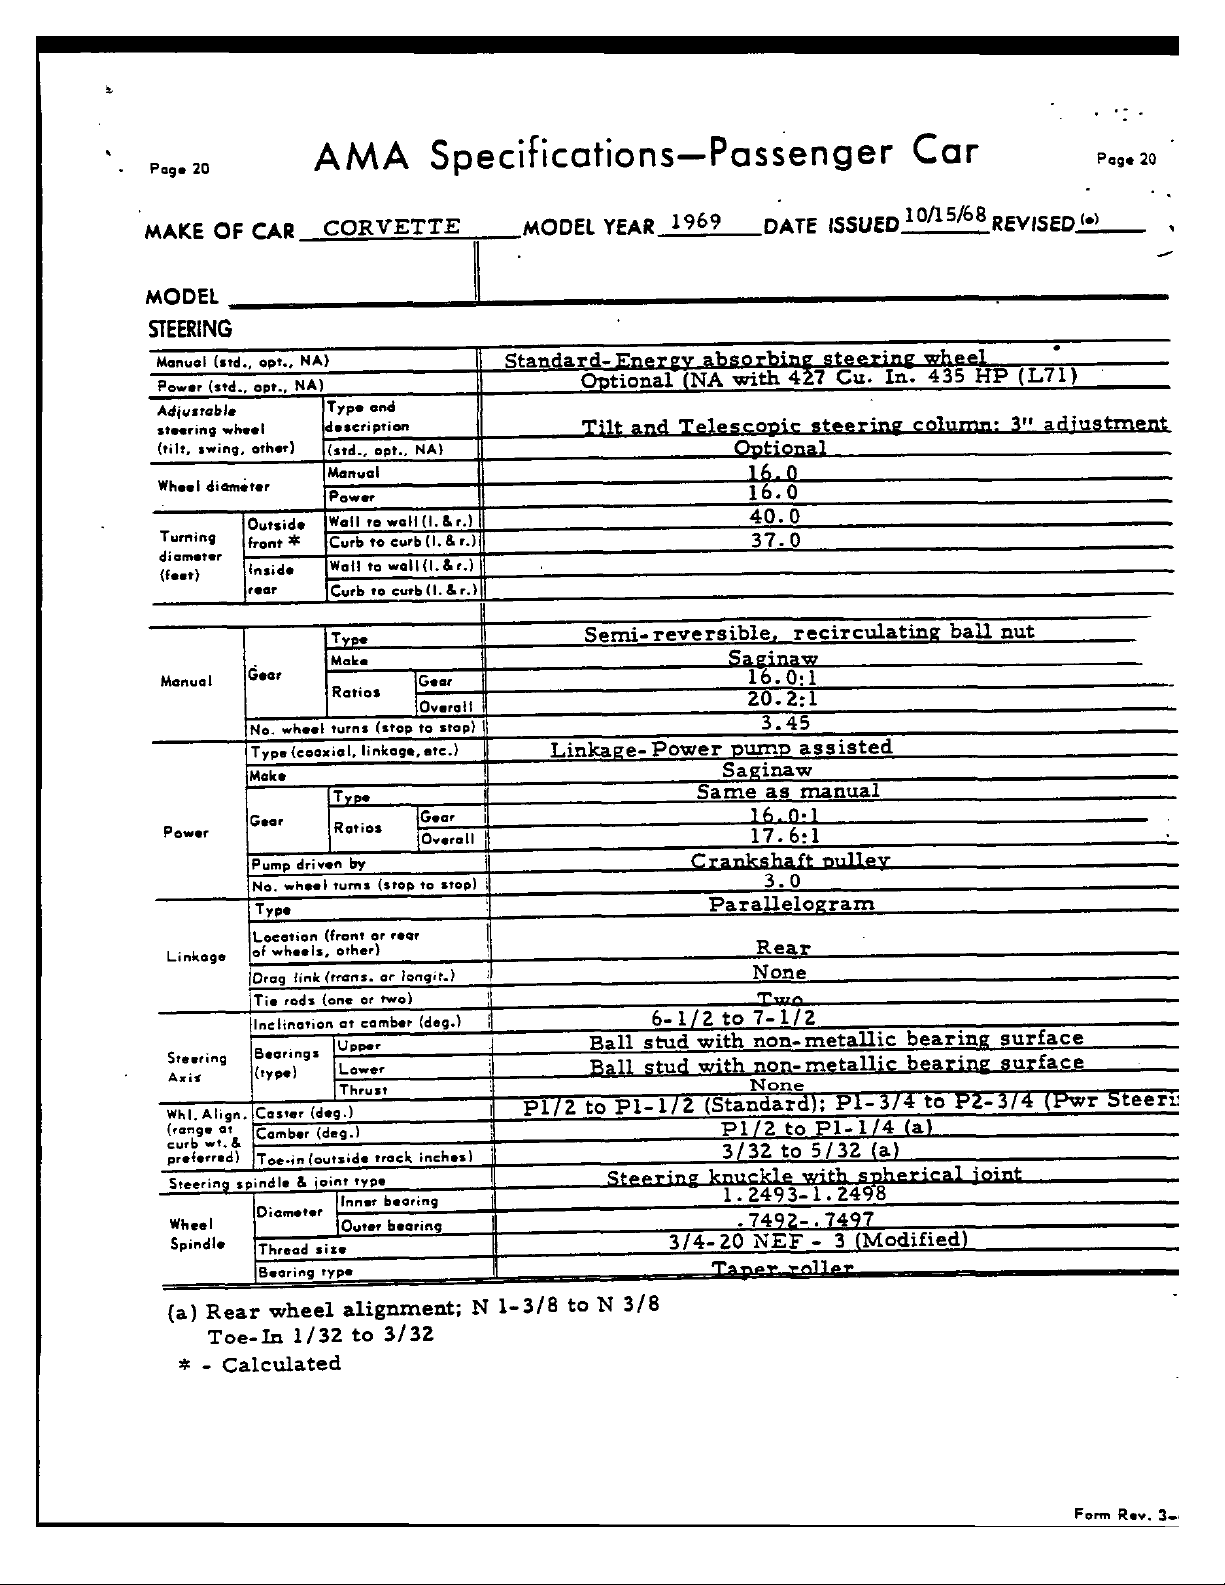 Page 20 AMA Specifications—Passenger Car Page 20
MAKE OF CAR CORVETTE MODEL YEAR 1969 DATE ISSUED 10/15/68 REVISED (•)
MODEL
STEERING
Manual (std., opt., NA) Standard-Energy absorbing steering wheel
Power (std., opt., NA) Optional (NA with 427 Cu. In. 435 HP (L71)
Adjustable steering wheel (tilt, swing, other) Type and description Tilt and Telescopic steering column: 3" adjustment
(std., opt., NA) Optional
Wheel diameter Manual 16.0
Power 16.0
Turning diameter (feet) Outside front * Wall to wall (l. & r.) 40.0
Curb to curb (l. & r.) 37.0
Inside rear Wall to wall (l. & r.)
Curb to curb (l. & r.)
Manual Gear Type Semi-reversible, recirculating ball nut
Make Saginaw
Ratios Gear 16.0:1
Overall 20.2:1
No. wheel turns (stop to stop) 3.45
Power Type (coaxial, linkage, etc.) Linkage-Power pump assisted
Make Saginaw
Gear Type Same as manual
Ratios Gear 16.0:1
Overall 17.6:1
Pump driven by Crankshaft pulley
No. wheel turns (stop to stop) 3.0
Linkage Type Parallelogram
Location (front or rear of wheels, other) Rear
Drag link (trans. or longit.) None
Tie rods (one or two) Two
Steering Axis Inclination at camber (deg.) 6-1/2 to 7-1/2
Bearings (type) Upper Ball stud with non-metallic bearing surface
Lower Ball stud with non-metallic bearing surface
Thrust None
Whl. Align. (range at curb wt. & preferred) Caster (deg.) P1/2 to P1-1/2 (Standard); P1-3/4 to P2-3/4 (Pwr Steeri
Camber (deg.) P1/2 to P1-1/4 (a)
Toe-in (outside track inches) 3/32 to 5/32 (a)
Steering spindle & joint type Steering knuckle with spherical joint
Wheel Spindle Diameter Inner bearing 1.2493-1.2498
Outer bearing .7492-.7497
Thread size 3/4-20 NEF - 3 (Modified)
Bearing type Taper roller
(a) Rear wheel alignment; N 1-3/8 to N 3/8
Toe-In 1/32 to 3/32
* - Calculated
Form Rev. 3-